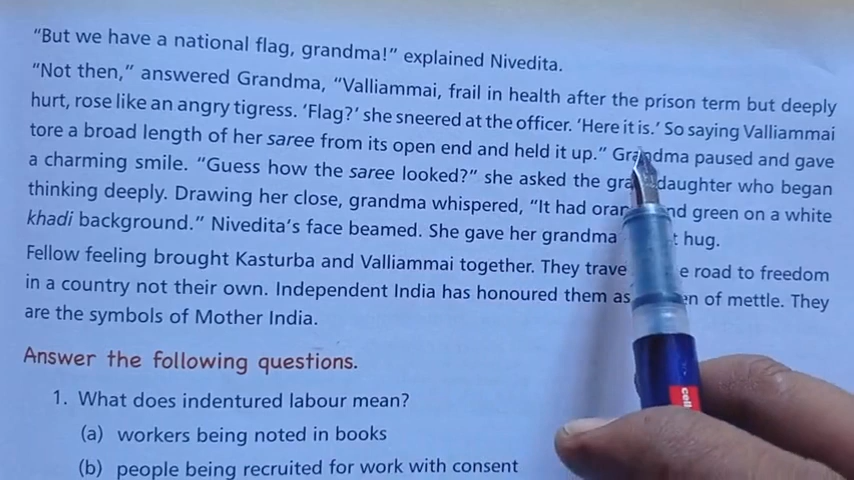 “But we have a national flag, grandma!” explained Nivedita.
“Not then,” answered Grandma, “Valliammai, frail in health after the prison term but deeply
hurt, rose like an angry tigress. ‘Flag?’ she sneered at the officer. ‘Here it is.’ So saying Valliammai
tore a broad length of her saree from its open end and held it up.” Grandma paused and gave
a charming smile. “Guess how the saree looked?” she asked the granddaughter who began
thinking deeply. Drawing her close, grandma whispered, “It had orange and green on a white
khadi background.” Nivedita’s face beamed. She gave her grandma hug.
Fellow feeling brought Kasturba and Valliammai together. They road to freedom
in a country not their own. Independent India has honoured them as of mettle. They
are the symbols of Mother India.
Answer the following questions.
1. What does indentured labour mean?
(a) workers being noted in books
(b) people being recruited for work with consent
cell